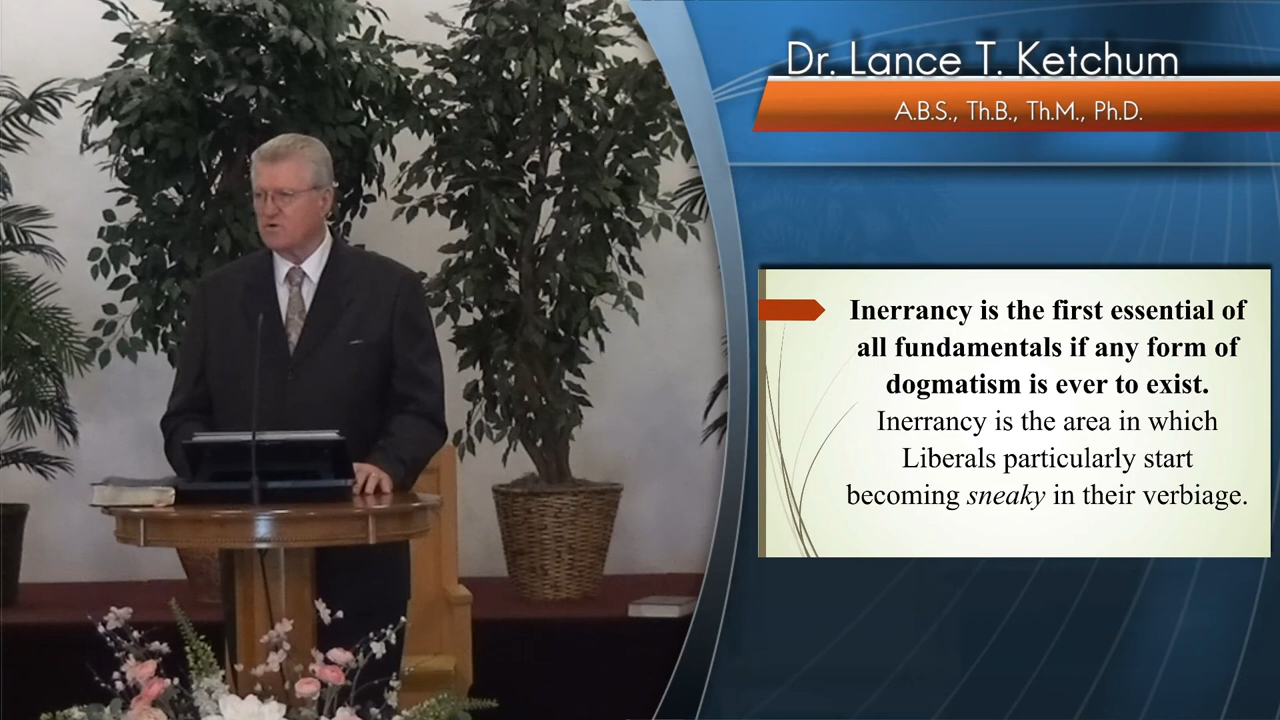 Dr. Lance T. Ketchum
A.B.S., Th.B., Th.M., Ph.D.
Inerrancy is the first essential of
all fundamentals if any form of
dogmatism is ever to exist.
Inerrancy is the area in which
Liberals particularly start
becoming sneaky in their verbiage.